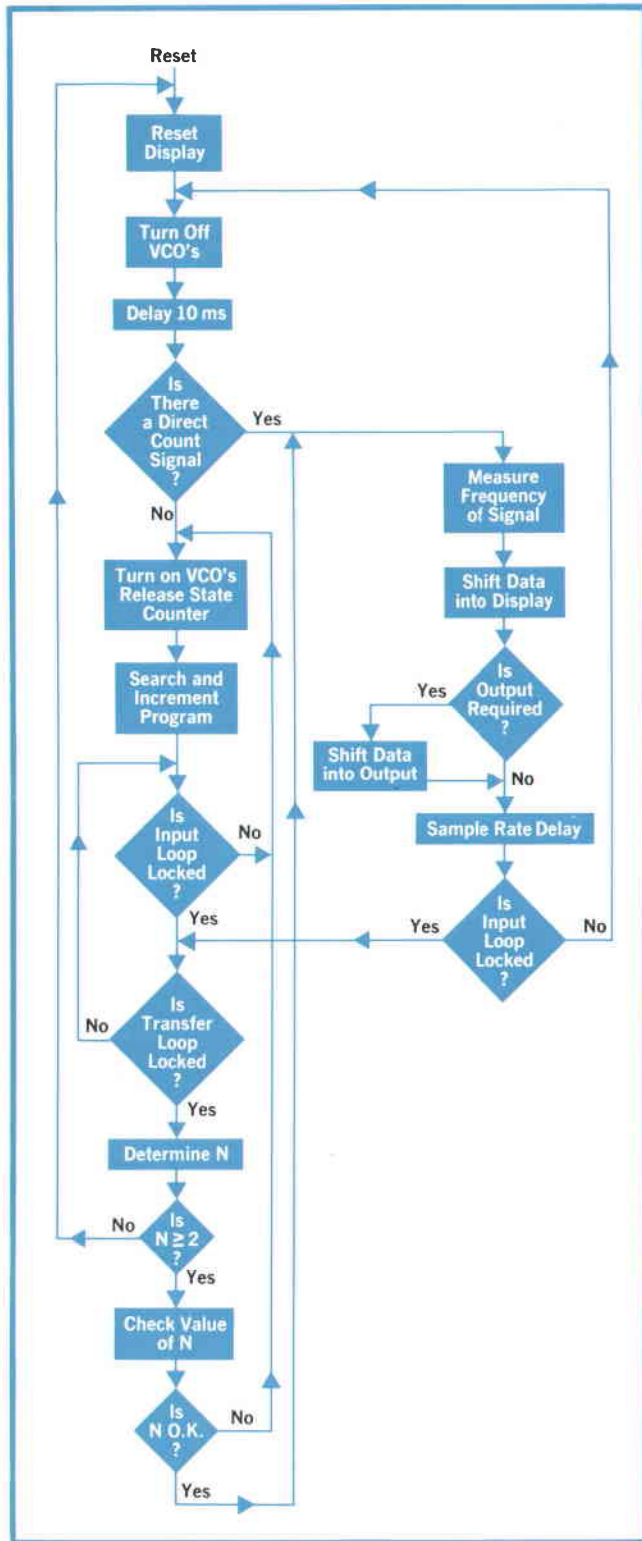 Reset
Reset
Display
Turn Off
VCO's
Delay 10 ms
Is
There
a Direct
Count
Signal
?
Yes
No
Turn on VCO's
Release State
Counter
Search and
Increment
Program
Is
Input
Loop
Locked
?
No
Yes
Is
Transfer
Loop
Locked
?
No
Yes
Determine N
Is
N ≥ 2
?
No
Yes
Check Value
of N
Is
N O.K.
?
No
Yes
Measure
Frequency
of Signal
Shift Data
into Display
Is
Output
Required
?
Yes
Shift Data
into Output
No
Sample Rate Delay
Is
Input
Loop
Locked
?
Yes
No